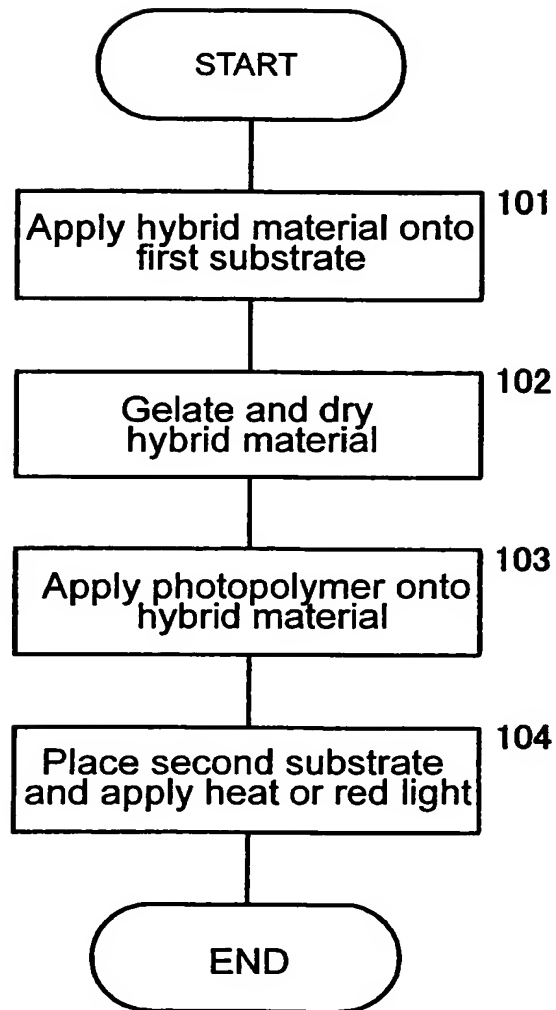 START
101
Apply hybrid material onto
first substrate
102
Gelate and dry
hybrid material
103
Apply photopolymer onto
hybrid material
104
Place second substrate
and apply heat or red light
END